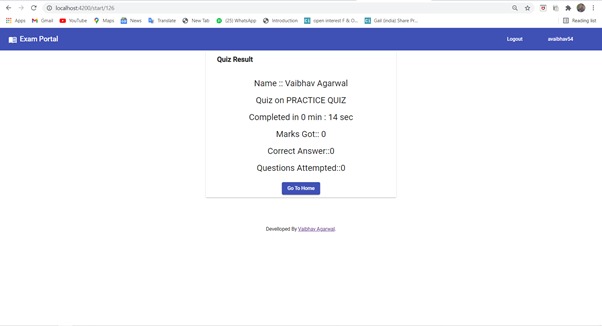 localhost:4200/start/126
Apps Gmail YouTube Maps News Translate New Tab (25) WhatsApp Introduction open interest F & O... Gail (India) Share Pr... Reading list
Exam Portal Logout avaibhav54
Quiz Result
Name :: Vaibhav Agarwal
Quiz on PRACTICE QUIZ
Completed in 0 min : 14 sec
Marks Got:: 0
Correct Answer::0
Questions Attempted::0
Go To Home
Develloped By Vaibhav Agarwal.